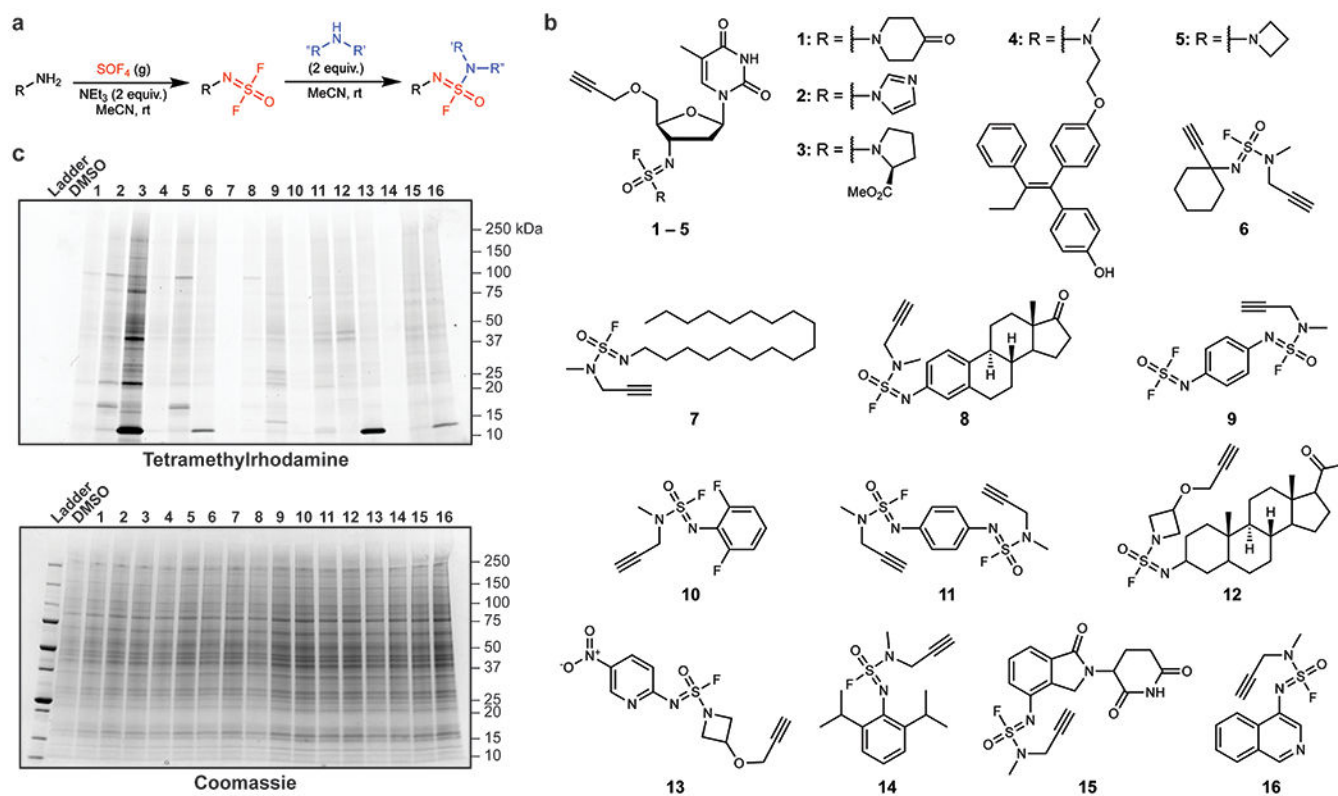 a
R-NH₂
SOF₄ (g)
NEt₃ (2 equiv.)
MeCN, rt
R N S F O F
H
"R N R'
(2 equiv.)
MeCN, rt
'R N R"
R N S O F
b
O
NH
N O
O
O
F
N
S
O R
1 – 5
1: R = N O
2: R = N N
3: R = N
MeO₂C
4: R = N
O
OH
5: R = N
F O
S
N N
6
F
O
S
N N
7
O
N
O
S
F N
H H
H
8
F
O
S
F N
N
N
S
F O
9
O F
S
N N
F
F
10
O F
S
N N
N
N
S
F O
11
O
O
N
O
S
F N
H H
H
12
O
N⁺
⁻O
N N
O
S
F
N
O
13
O
S
F
N
N
14
O
N
O
NH
O
F
S
N
O
N
15
N
O
S
F
N
N
16
c
Ladder
DMSO
1 2 3 4 5 6 7 8 9 10 11 12 13 14 15 16
250 kDa
150
100
75
50
37
25
20
15
10
Tetramethylrhodamine
Ladder
DMSO
1 2 3 4 5 6 7 8 9 10 11 12 13 14 15 16
250
150
100
75
50
37
25
20
15
10
Coomassie